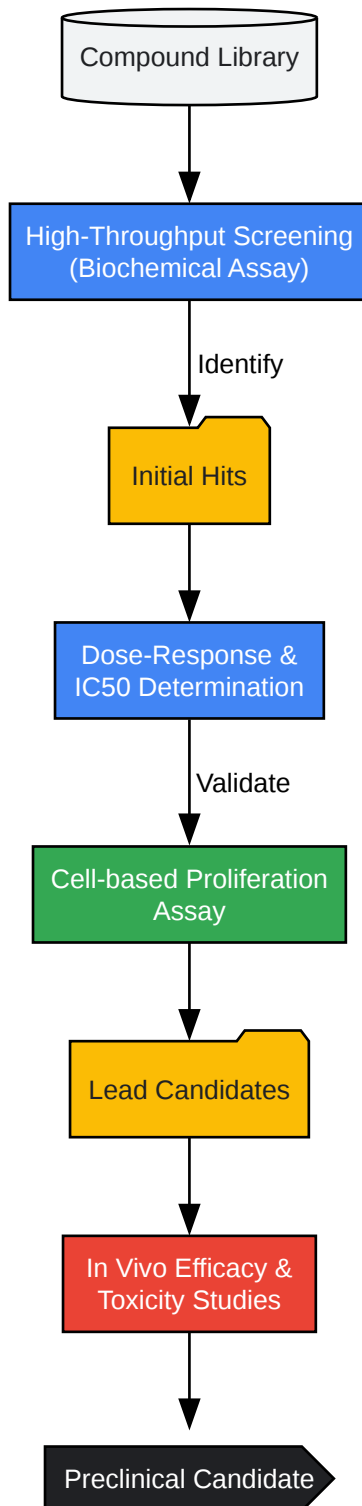 Compound Library
High-Throughput Screening
(Biochemical Assay)
Identify
Initial Hits
Dose-Response &
IC50 Determination
Validate
Cell-based Proliferation
Assay
Lead Candidates
In Vivo Efficacy &
Toxicity Studies
Preclinical Candidate